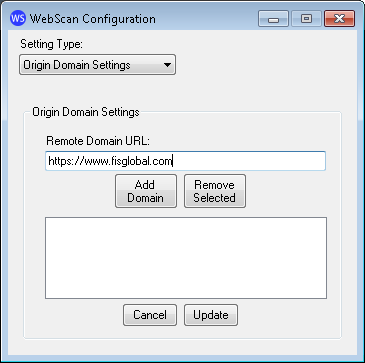 WS WebScan Configuration
Setting Type:
Origin Domain Settings
Origin Domain Settings
Remote Domain URL:
https://www.fisglobal.com
Add
Domain
Remove
Selected
Cancel
Update